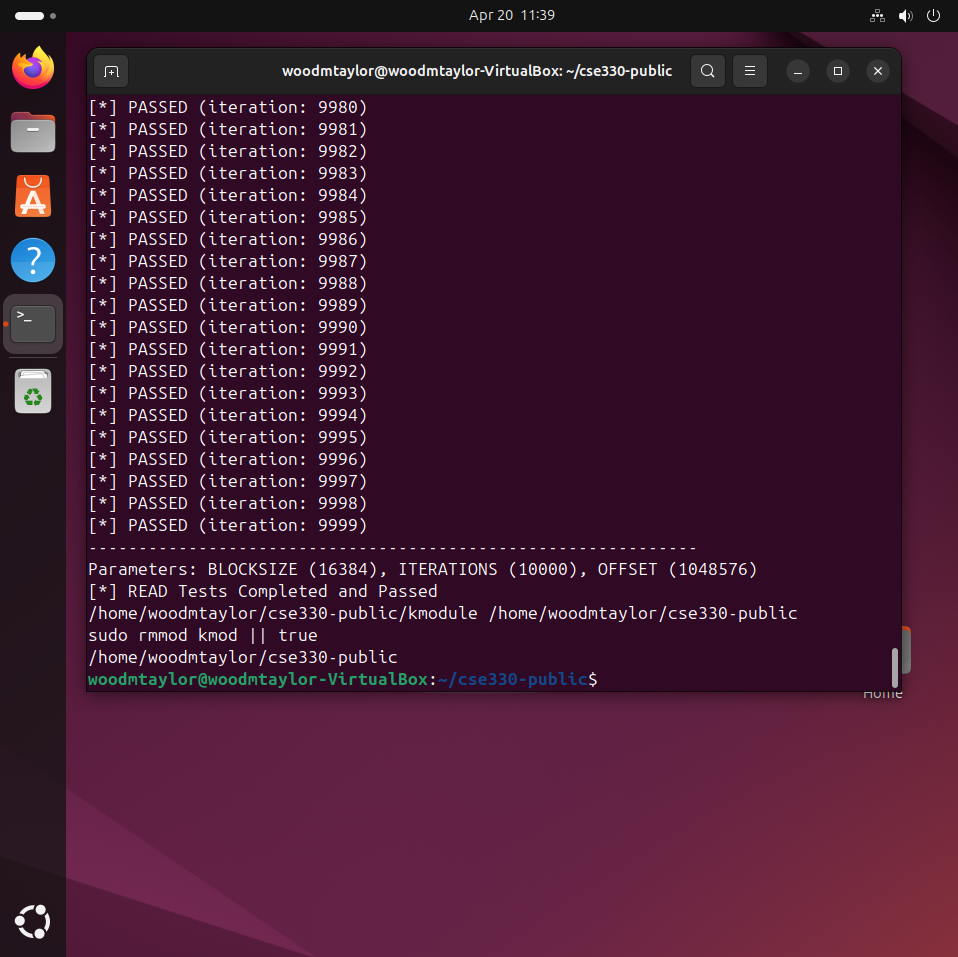 Apr 20 11:39
woodmtaylor@woodmtaylor-VirtualBox: ~/cse330-public
[*] PASSED (iteration: 9980)
[*] PASSED (iteration: 9981)
[*] PASSED (iteration: 9982)
[*] PASSED (iteration: 9983)
[*] PASSED (iteration: 9984)
[*] PASSED (iteration: 9985)
[*] PASSED (iteration: 9986)
[*] PASSED (iteration: 9987)
[*] PASSED (iteration: 9988)
[*] PASSED (iteration: 9989)
[*] PASSED (iteration: 9990)
[*] PASSED (iteration: 9991)
[*] PASSED (iteration: 9992)
[*] PASSED (iteration: 9993)
[*] PASSED (iteration: 9994)
[*] PASSED (iteration: 9995)
[*] PASSED (iteration: 9996)
[*] PASSED (iteration: 9997)
[*] PASSED (iteration: 9998)
[*] PASSED (iteration: 9999)
-------------------------------------------------------------
Parameters: BLOCKSIZE (16384), ITERATIONS (10000), OFFSET (1048576)
[*] READ Tests Completed and Passed
/home/woodmtaylor/cse330-public/kmodule /home/woodmtaylor/cse330-public
sudo rmmod kmod || true
/home/woodmtaylor/cse330-public
woodmtaylor@woodmtaylor-VirtualBox:~/cse330-public$
Home